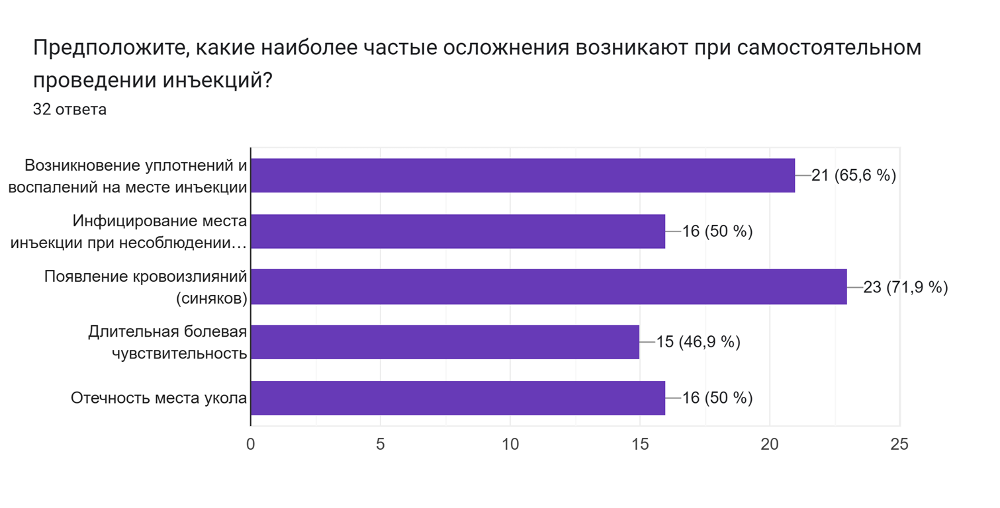 Предположите, какие наиболее частые осложнения возникают при самостоятельном
проведении инъекций?
32 ответа
Возникновение уплотнений и
воспалений на месте инъекции
21 (65,6 %)
Инфицирование места
инъекции при несоблюдении…
16 (50 %)
Появление кровоизлияний
(синяков)
23 (71,9 %)
Длительная болевая
чувствительность
15 (46,9 %)
Отечность места укола
16 (50 %)
0 5 10 15 20 25